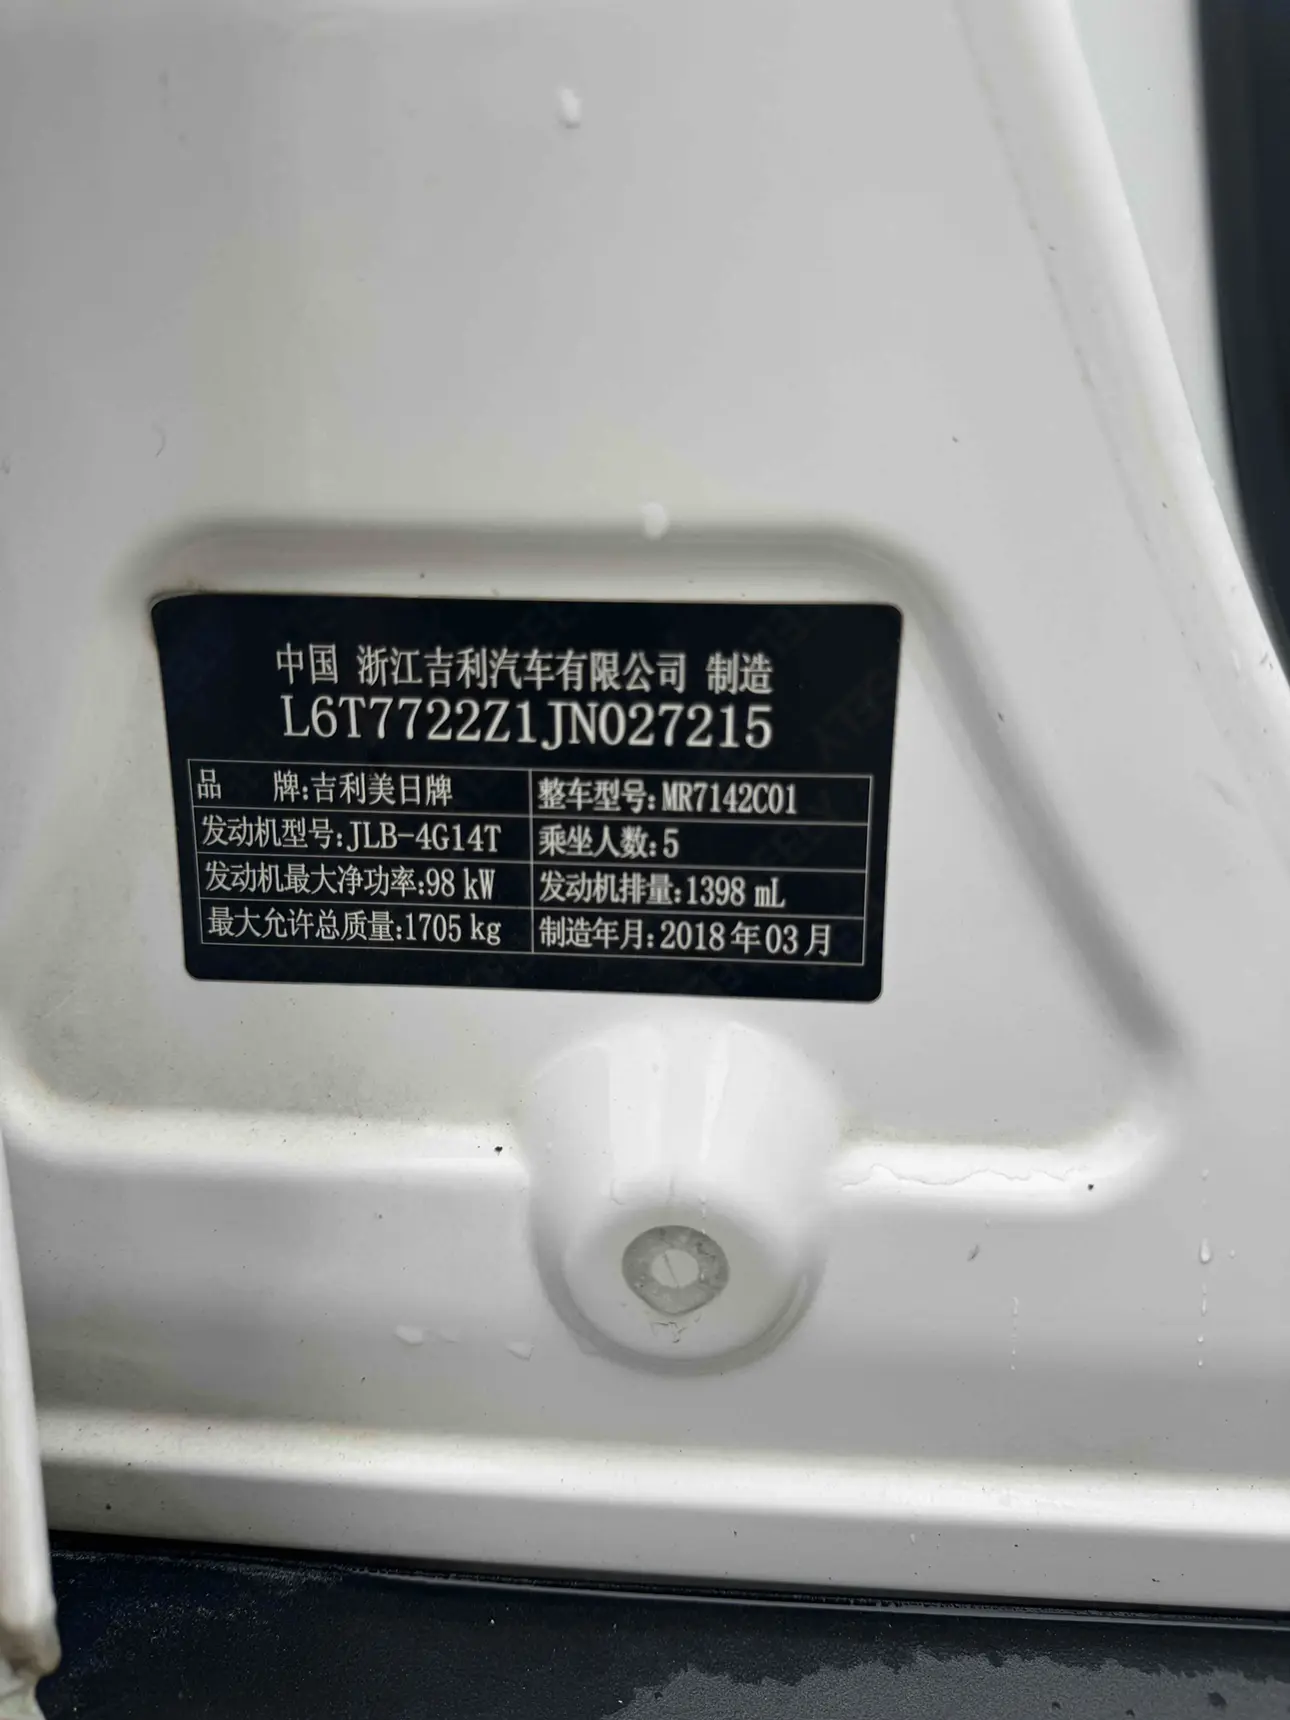 中国 浙江吉利汽车有限公司 制造
L6T7722Z1JN027215
品 牌:吉利美日牌 整车型号:MR7142C01
发动机型号:JLB-4G14T 乘坐人数:5
发动机最大净功率:98 kW 发动机排量:1398 mL
最大允许总质量:1705 kg 制造年月:2018年03月